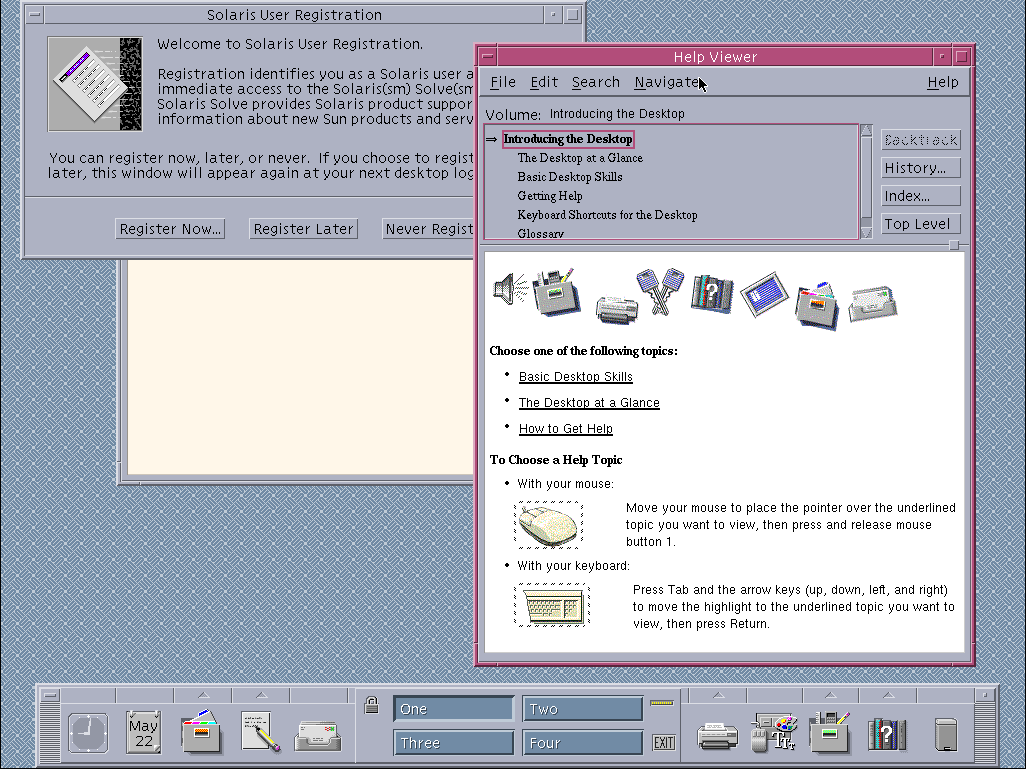 Solaris User Registration
Welcome to Solaris User Registration.
Registration identifies you as a Solaris user a
immediate access to the Solaris(sm) Solve(sm
Solaris Solve provides Solaris product suppor
information about new Sun products and serv
You can register now, later, or never. If you choose to regist
later, this window will appear again at your next desktop log
Register Now...
Register Later
Never Regist
Help Viewer
File Edit Search Navigate Help
Volume: Introducing the Desktop
⇒ Introducing the Desktop
The Desktop at a Glance
Basic Desktop Skills
Getting Help
Keyboard Shortcuts for the Desktop
Glossary
Backtrack
History...
Index...
Top Level
?
Choose one of the following topics:
• Basic Desktop Skills
• The Desktop at a Glance
• How to Get Help
To Choose a Help Topic
• With your mouse:
Move your mouse to place the pointer over the underlined
topic you want to view, then press and release mouse
button 1.
• With your keyboard:
Press Tab and the arrow keys (up, down, left, and right)
to move the highlight to the underlined topic you want to
view, then press Return.
May
22
One
Two
Three
Four
EXIT
TTT
?